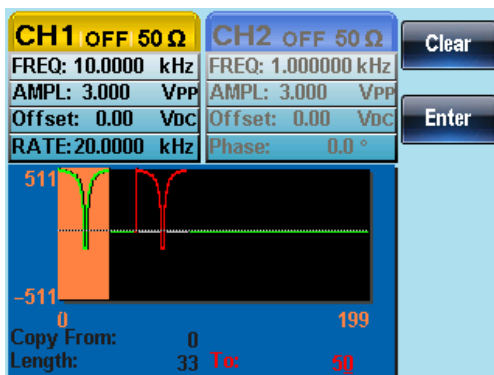 CH1 OFF 50 Ω
CH2 OFF 50 Ω
Clear
FREQ: 10.0000 kHz
FREQ: 1.000000 kHz
AMPL: 3.000 VPP
AMPL: 3.000 VPP
Offset: 0.00 VDC
Offset: 0.00 VDC
Enter
RATE: 20.0000 kHz
Phase: 0.0 °
511
-511
0
199
Copy From: 0
Length: 33 To: 50